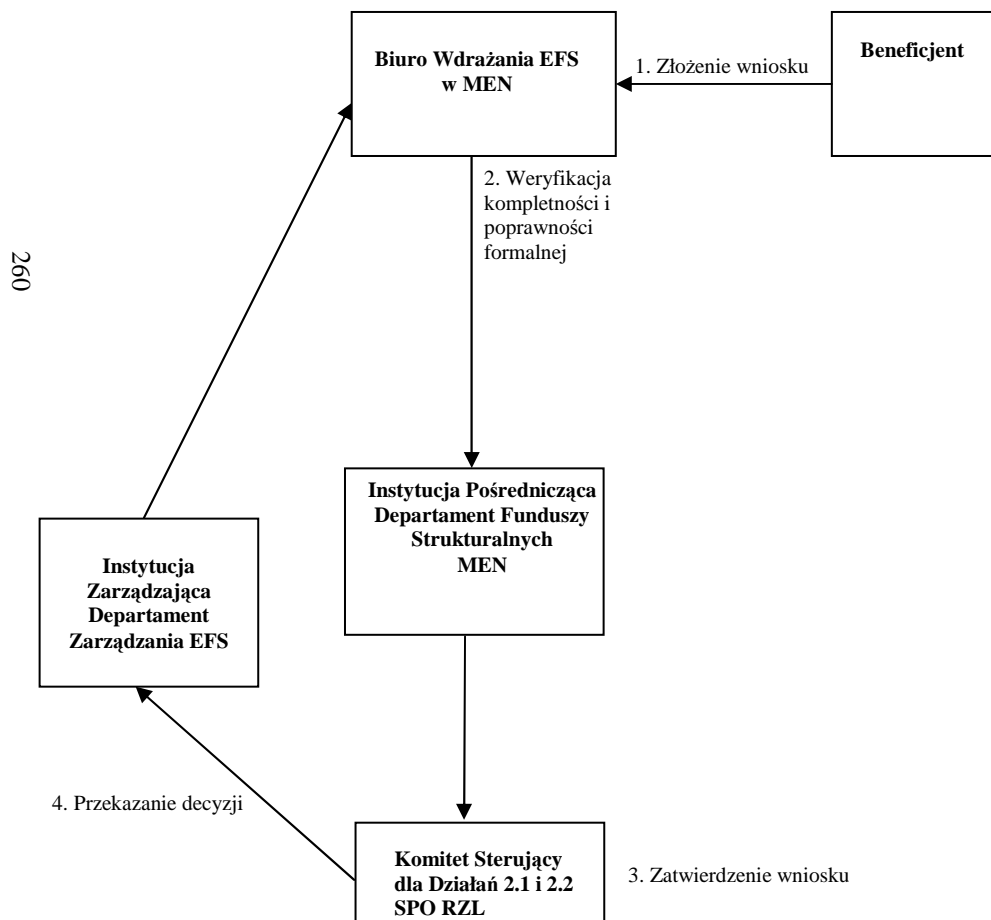 Biuro Wdrażania EFS
w MEN
Beneficjent
1. Złożenie wniosku
2. Weryfikacja
kompletności i
poprawności
formalnej
260
Instytucja Pośrednicząca
Departament Funduszy
Strukturalnych
MEN
Instytucja
Zarządzająca
Departament
Zarządzania EFS
4. Przekazanie decyzji
Komitet Sterujący
dla Działań 2.1 i 2.2
SPO RZL
3. Zatwierdzenie wniosku